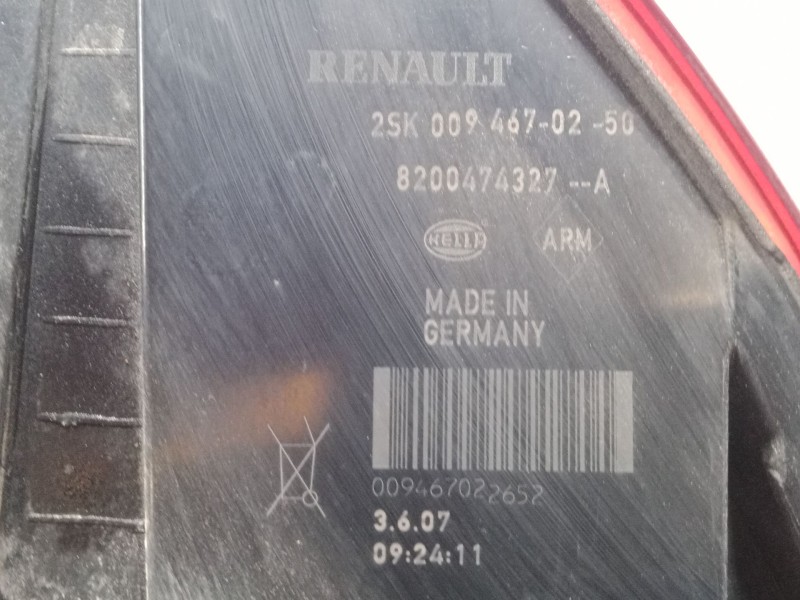 RENAULT
2SK 009 467-02 -50
8200474327 --A
HELLA ARM
MADE IN
GERMANY
009467022652
3.6.07
09:24:11